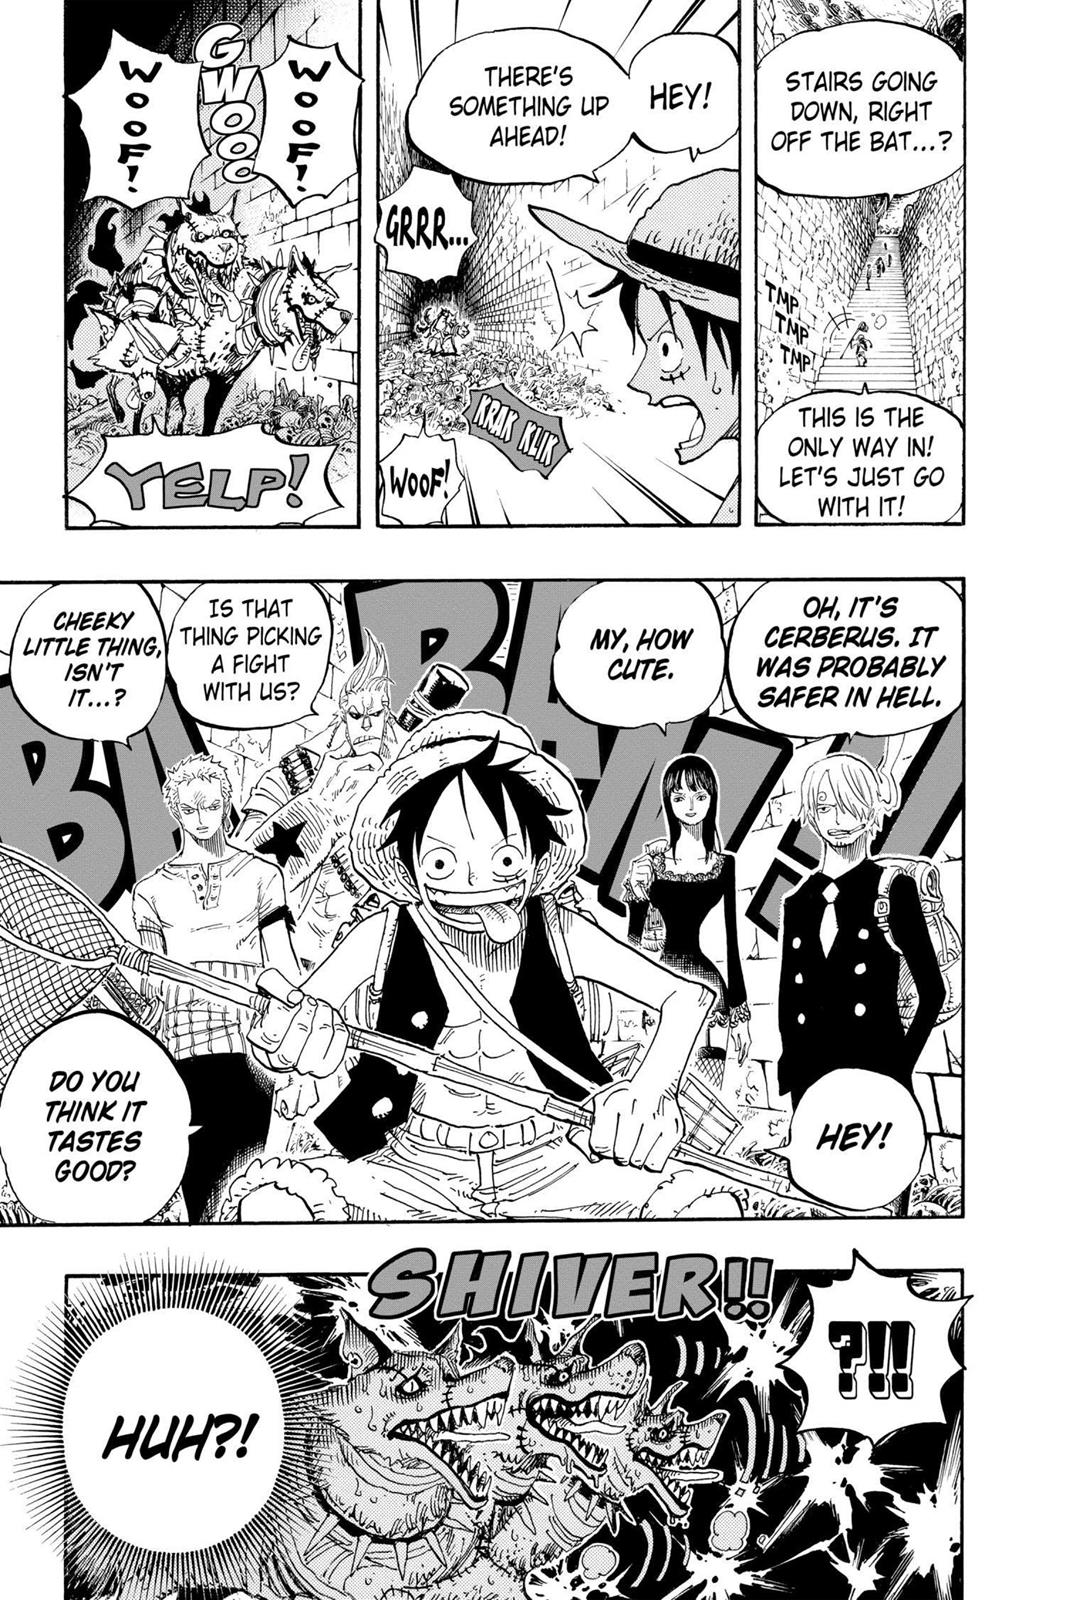 STAIRS GOING
DOWN, RIGHT
OFF THE BAT...?
TMP
TMP
TMP
THIS IS THE
ONLY WAY IN!
LET'S JUST GO
WITH IT!
HEY!
THERE'S
SOMETHING UP
AHEAD!
GRRR...
KRAK KLIK
WOOF!
WOOF!
GWOOO
WOOF!
YELP!
OH, IT'S
CERBERUS. IT
WAS PROBABLY
SAFER IN HELL.
MY, HOW
CUTE.
IS THAT
THING PICKING
A FIGHT
WITH US?
CHEEKY
LITTLE THING,
ISN'T
IT...?
BA
BAM!!
HEY!
DO YOU
THINK IT
TASTES
GOOD?
SHIVER!!
?!!
HUH?!